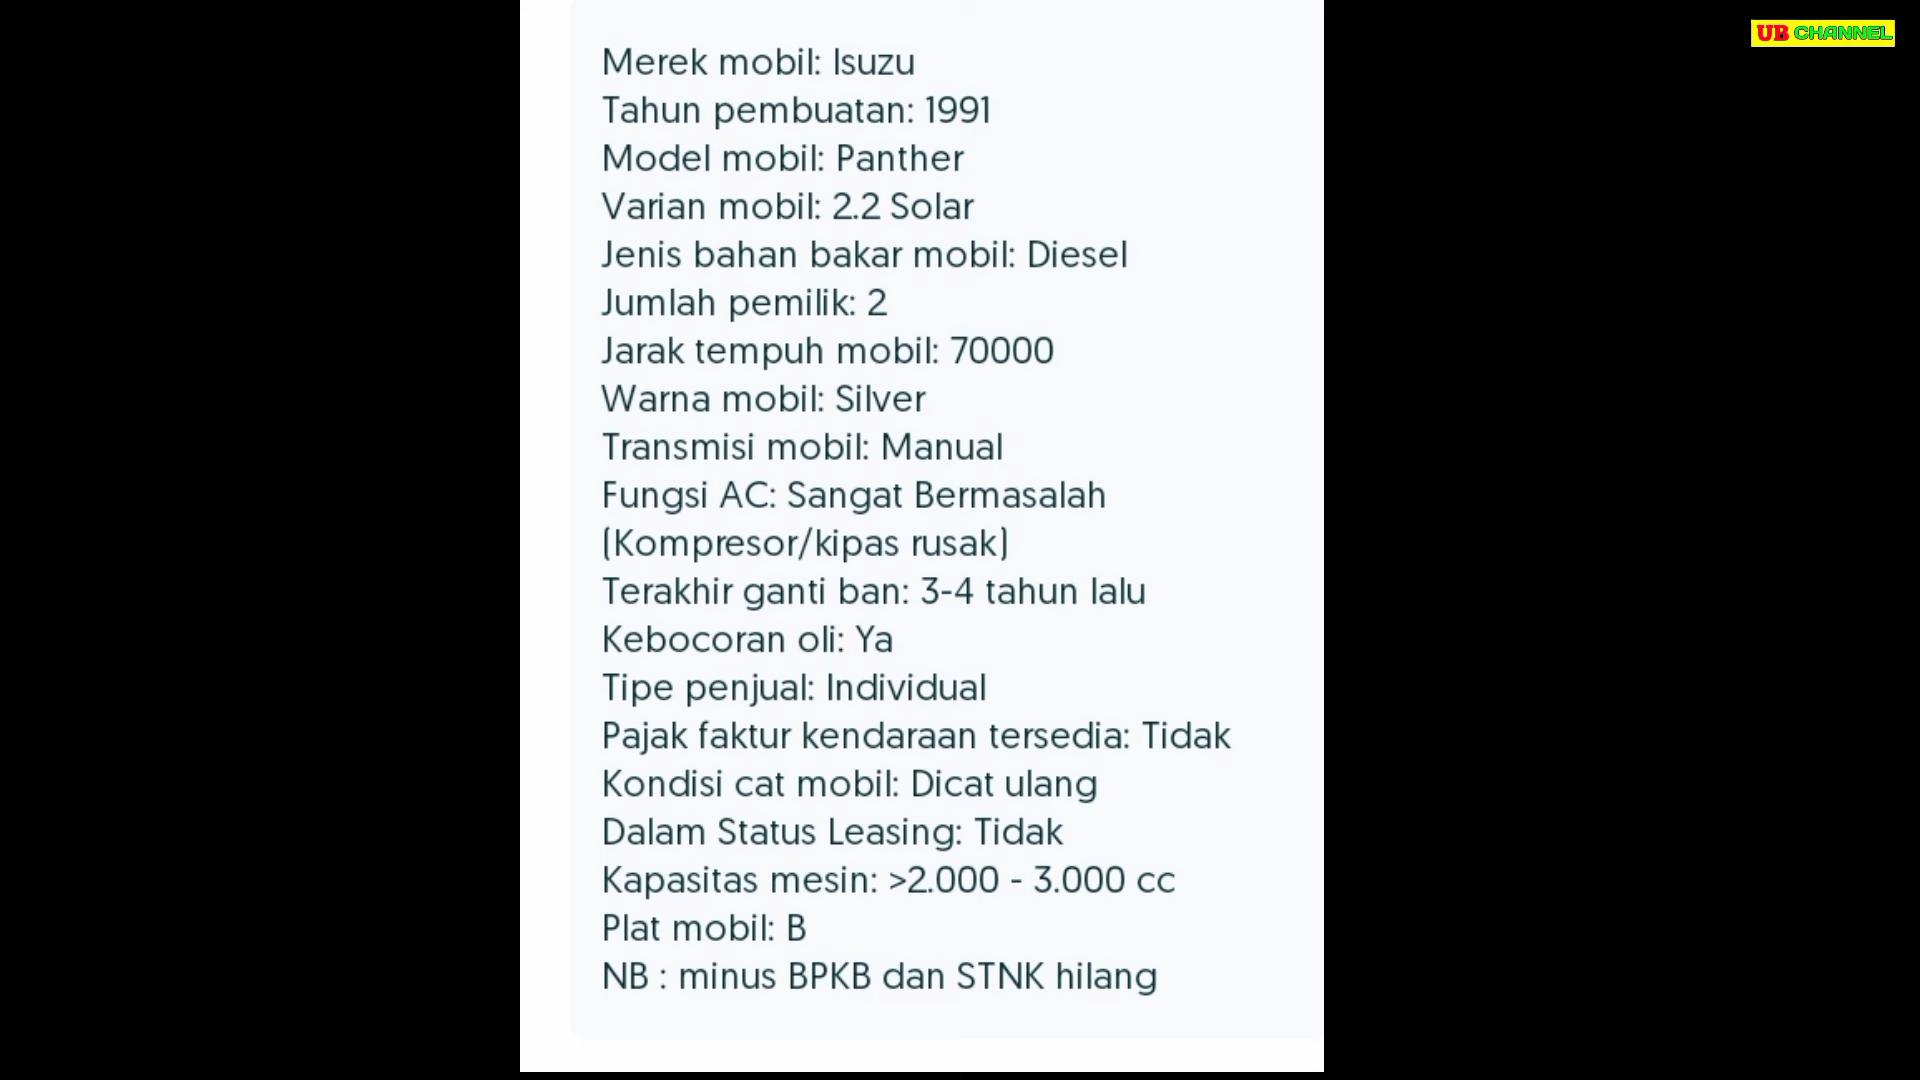 UB CHANNEL
Merek mobil: Isuzu
Tahun pembuatan: 1991
Model mobil: Panther
Varian mobil: 2.2 Solar
Jenis bahan bakar mobil: Diesel
Jumlah pemilik: 2
Jarak tempuh mobil: 70000
Warna mobil: Silver
Transmisi mobil: Manual
Fungsi AC: Sangat Bermasalah
(Kompresor/kipas rusak)
Terakhir ganti ban: 3-4 tahun lalu
Kebocoran oli: Ya
Tipe penjual: Individual
Pajak faktur kendaraan tersedia: Tidak
Kondisi cat mobil: Dicat ulang
Dalam Status Leasing: Tidak
Kapasitas mesin: >2.000 - 3.000 cc
Plat mobil: B
NB : minus BPKB dan STNK hilang